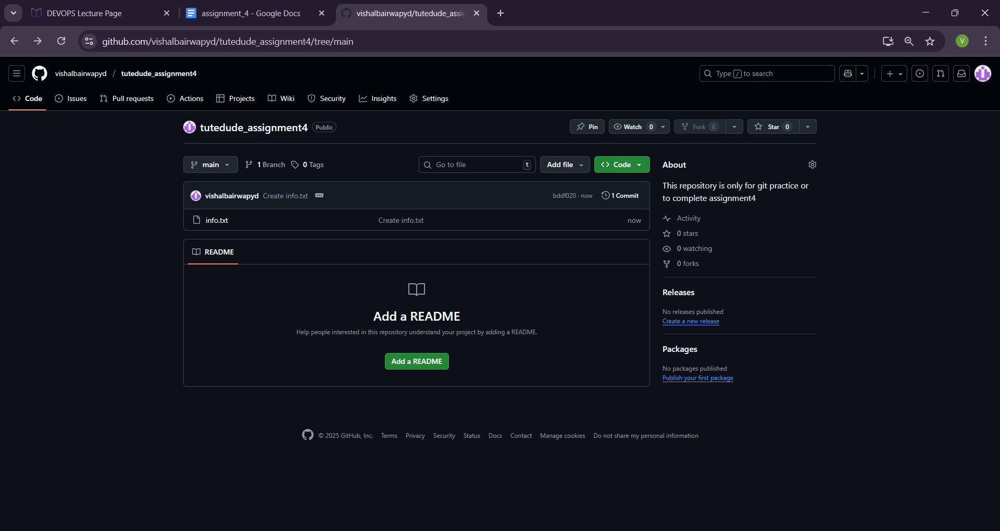 DEVOPS Lecture Page
assignment_4 - Google Docs
vishalbairwapyd/tutedude_assig
github.com/vishalbairwapyd/tutedude_assignment4/tree/main
V
vishalbairwapyd / tutedude_assignment4
Type / to search
Code
Issues
Pull requests
Actions
Projects
Wiki
Security
Insights
Settings
tutedude_assignment4 Public
Pin
Watch 0
Fork 0
Star 0
main
1 Branch
0 Tags
Go to file t
Add file
Code
vishalbairwapyd Create info.txt
bddf020 · now
1 Commit
info.txt Create info.txt now
README
Add a README
Help people interested in this repository understand your project by adding a README.
Add a README
About
This repository is only for git practice or
to complete assignment4
Activity
0 stars
0 watching
0 forks
Releases
No releases published
Create a new release
Packages
No packages published
Publish your first package
© 2025 GitHub, Inc. Terms Privacy Security Status Docs Contact Manage cookies Do not share my personal information